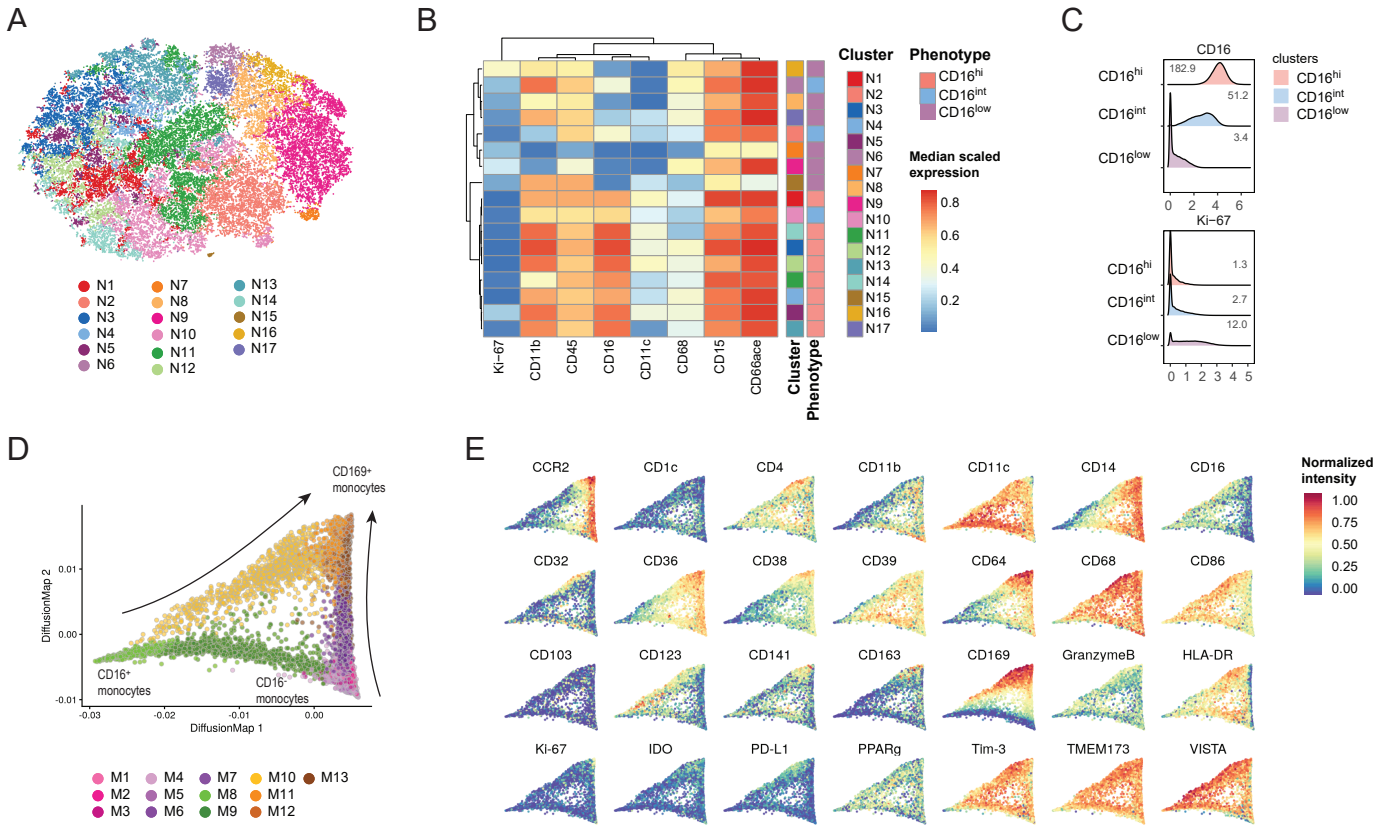 A
N1
N2
N3
N4
N5
N6
N7
N8
N9
N10
N11
N12
N13
N14
N15
N16
N17
B
Ki−67
CD11b
CD45
CD16
CD11c
CD68
CD15
CD66ace
Cluster
Phenotype
Cluster
N1
N2
N3
N4
N5
N6
N7
N8
N9
N10
N11
N12
N13
N14
N15
N16
N17
Phenotype
CD16hi
CD16int
CD16low
Median scaled
expression
0.8
0.6
0.4
0.2
C
CD16
CD16hi
182.9
CD16int
51.2
CD16low
3.4
0 2 4 6
Ki−67
CD16hi
1.3
CD16int
2.7
CD16low
12.0
0 1 2 3 4 5
clusters
CD16hi
CD16int
CD16low
D
CD169+
monocytes
CD16+
monocytes
CD16-
monocytes
DiffusionMap 2
0.01
0.00
-0.01
-0.03 -0.02 -0.01 0.00
DiffusionMap 1
M1 M4 M7 M10 M13
M2 M5 M8 M11
M3 M6 M9 M12
E
CCR2 CD1c CD4 CD11b CD11c CD14 CD16
CD32 CD36 CD38 CD39 CD64 CD68 CD86
CD103 CD123 CD141 CD163 CD169 GranzymeB HLA-DR
Ki-67 IDO PD-L1 PPARg Tim-3 TMEM173 VISTA
Normalized
intensity
1.00
0.75
0.50
0.25
0.00